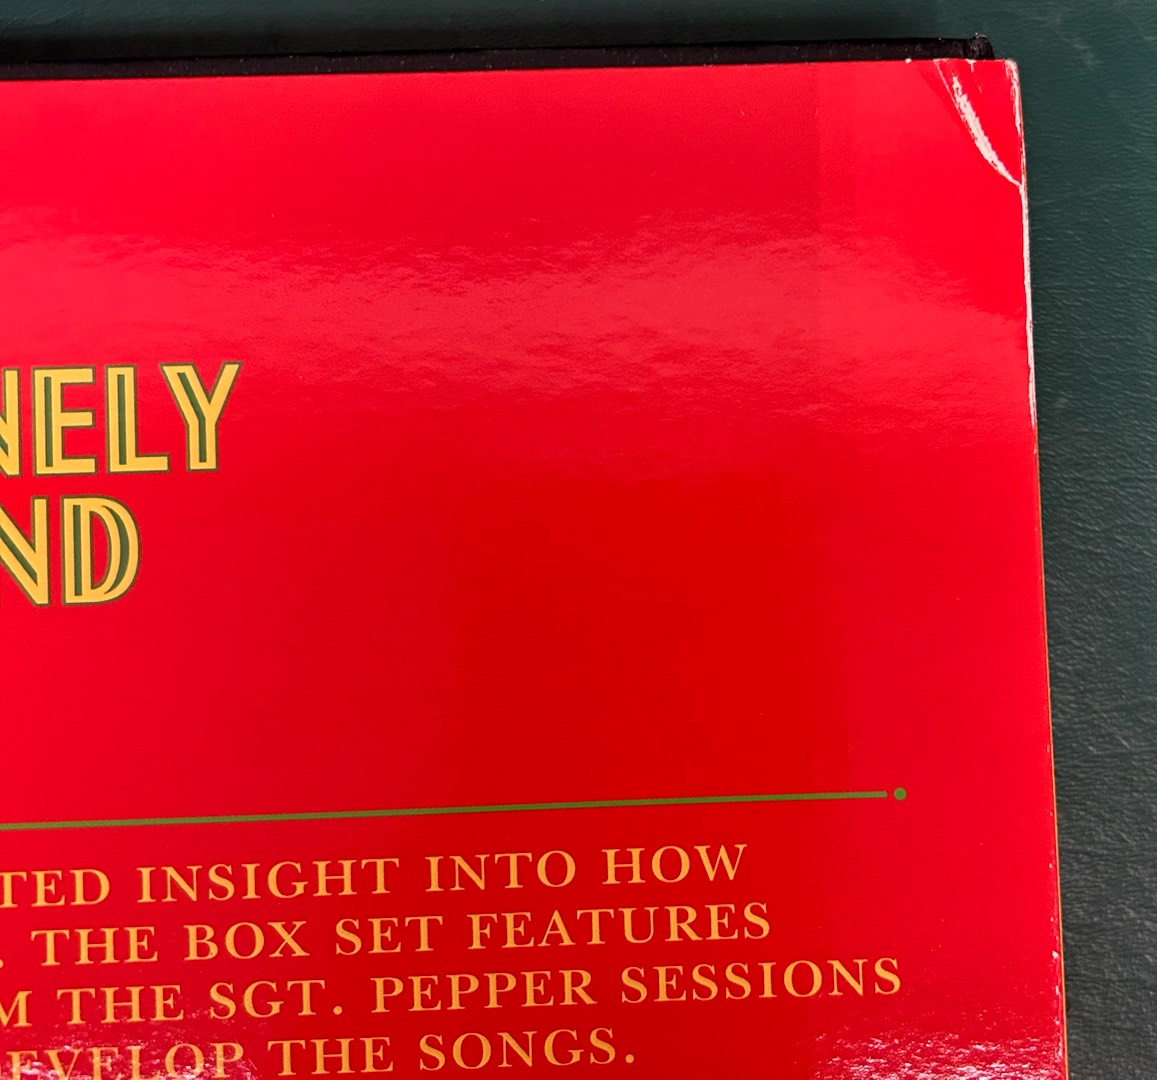 NELY
ND
TED INSIGHT INTO HOW
. THE BOX SET FEATURES
M THE SGT. PEPPER SESSIONS
EVELOP THE SONGS.